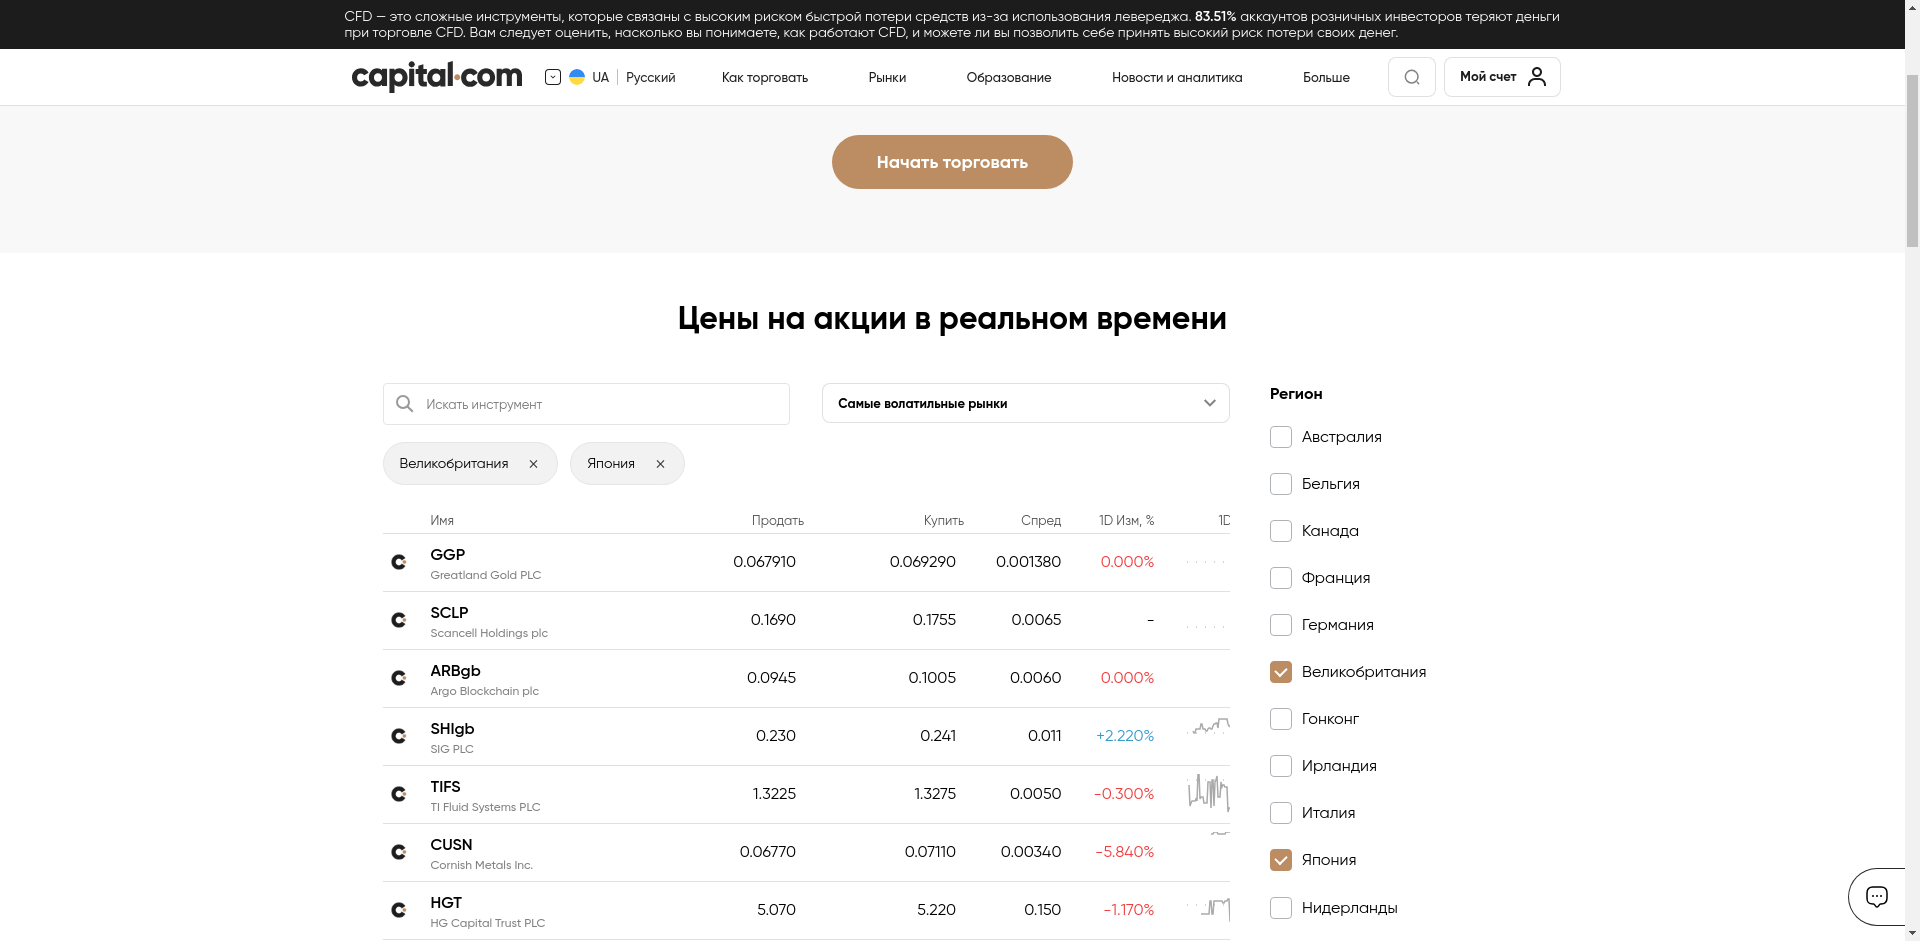 CFD — это сложные инструменты, которые связаны с высоким риском быстрой потери средств из-за использования левереджа. 83.51% аккаунтов розничных инвесторов теряют деньги
при торговле CFD. Вам следует оценить, насколько вы понимаете, как работают CFD, и можете ли вы позволить себе принять высокий риск потери своих денег.
capital.com UA Русский Как торговать Рынки Образование Новости и аналитика Больше Мой счет
Начать торговать
Цены на акции в реальном времени
Искать инструмент
Самые волатильные рынки
Великобритания Япония
Имя Продать Купить Спред 1D Изм, % 1D
GGP 0.067910 0.069290 0.001380 0.000%
Greatland Gold PLC
SCLP 0.1690 0.1755 0.0065 -
Scancell Holdings plc
ARBgb 0.0945 0.1005 0.0060 0.000%
Argo Blockchain plc
SHIgb 0.230 0.241 0.011 +2.220%
SIG PLC
TIFS 1.3225 1.3275 0.0050 -0.300%
TI Fluid Systems PLC
CUSN 0.06770 0.07110 0.00340 -5.840%
Cornish Metals Inc.
HGT 5.070 5.220 0.150 -1.170%
HG Capital Trust PLC
Регион
Австралия
Бельгия
Канада
Франция
Германия
Великобритания
Гонконг
Ирландия
Италия
Япония
Нидерланды